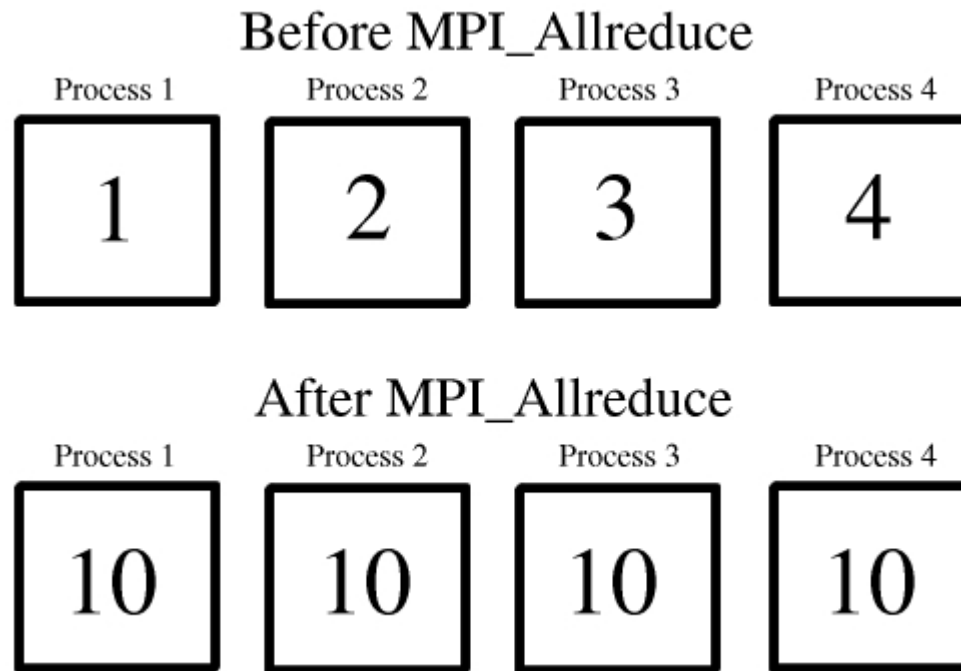 Before MPI_Allreduce
Process 1 Process 2 Process 3 Process 4
1 2 3 4
After MPI_Allreduce
Process 1 Process 2 Process 3 Process 4
10 10 10 10